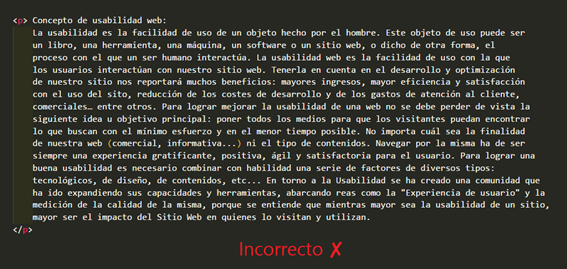 <p> Concepto de usabilidad web:
La usabilidad es la facilidad de uso de un objeto hecho por el hombre. Este objeto de uso puede ser
un libro, una herramienta, una máquina, un software o un sitio web, o dicho de otra forma, el
proceso con el que un ser humano interactúa. La usabilidad web es la facilidad de uso con la que
los usuarios interactúan con nuestro sitio web. Tenerla en cuenta en el desarrollo y optimización
de nuestro sitio nos reportará muchos beneficios: mayores ingresos, mayor eficiencia y satisfacción
con el uso del sito, reducción de los costes de desarrollo y de los gastos de atención al cliente,
comerciales… entre otros. Para lograr mejorar la usabilidad de una web no se debe perder de vista la
siguiente idea u objetivo principal: poner todos los medios para que los visitantes puedan encontrar
lo que buscan con el mínimo esfuerzo y en el menor tiempo posible. No importa cuál sea la finalidad
de nuestra web (comercial, informativa...) ni el tipo de contenidos. Navegar por la misma ha de ser
siempre una experiencia gratificante, positiva, ágil y satisfactoria para el usuario. Para lograr una
buena usabilidad es necesario combinar con habilidad una serie de factores de diversos tipos:
tecnológicos, de diseño, de contenidos, etc... En torno a la Usabilidad se ha creado una comunidad que
ha ido expandiendo sus capacidades y herramientas, abarcando reas como la “Experiencia de usuario” y la
medición de la calidad de la misma, porque se entiende que mientras mayor sea la usabilidad de un sitio,
mayor ser el impacto del Sitio Web en quienes lo visitan y utilizan.
</p>
Incorrecto ✗